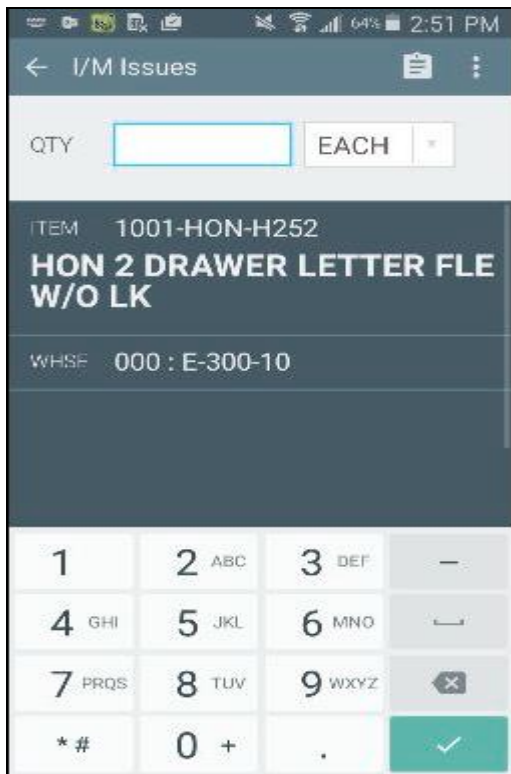 64% 2:51 PM
I/M Issues
QTY EACH
ITEM 1001-HON-H252
HON 2 DRAWER LETTER FLE
W/O LK
WHSE 000 : E-300-10
1 2 ABC 3 DEF –
4 GHI 5 JKL 6 MNO
7 PRQS 8 TUV 9 WXYZ
* # 0 + .